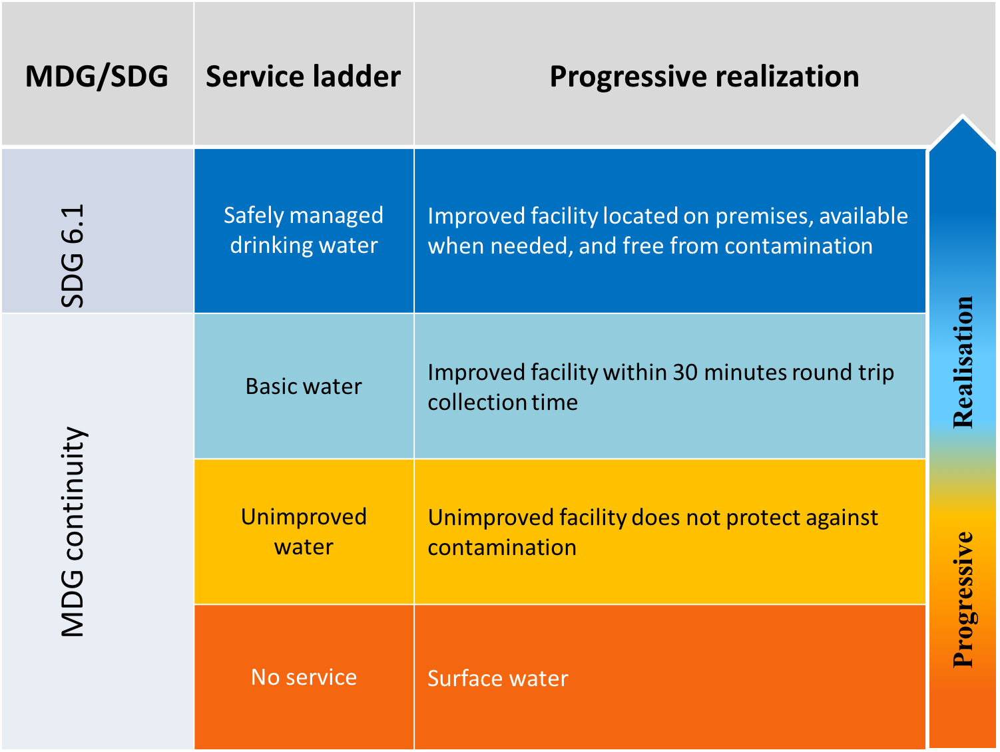 MDG/SDG
Service ladder
Progressive realization
SDG 6.1
Safely managed
drinking water
Improved facility located on premises, available
when needed, and free from contamination
MDG continuity
Basic water
Improved facility within 30 minutes round trip
collection time
Unimproved
water
Unimproved facility does not protect against
contamination
No service
Surface water
Progressive Realisation